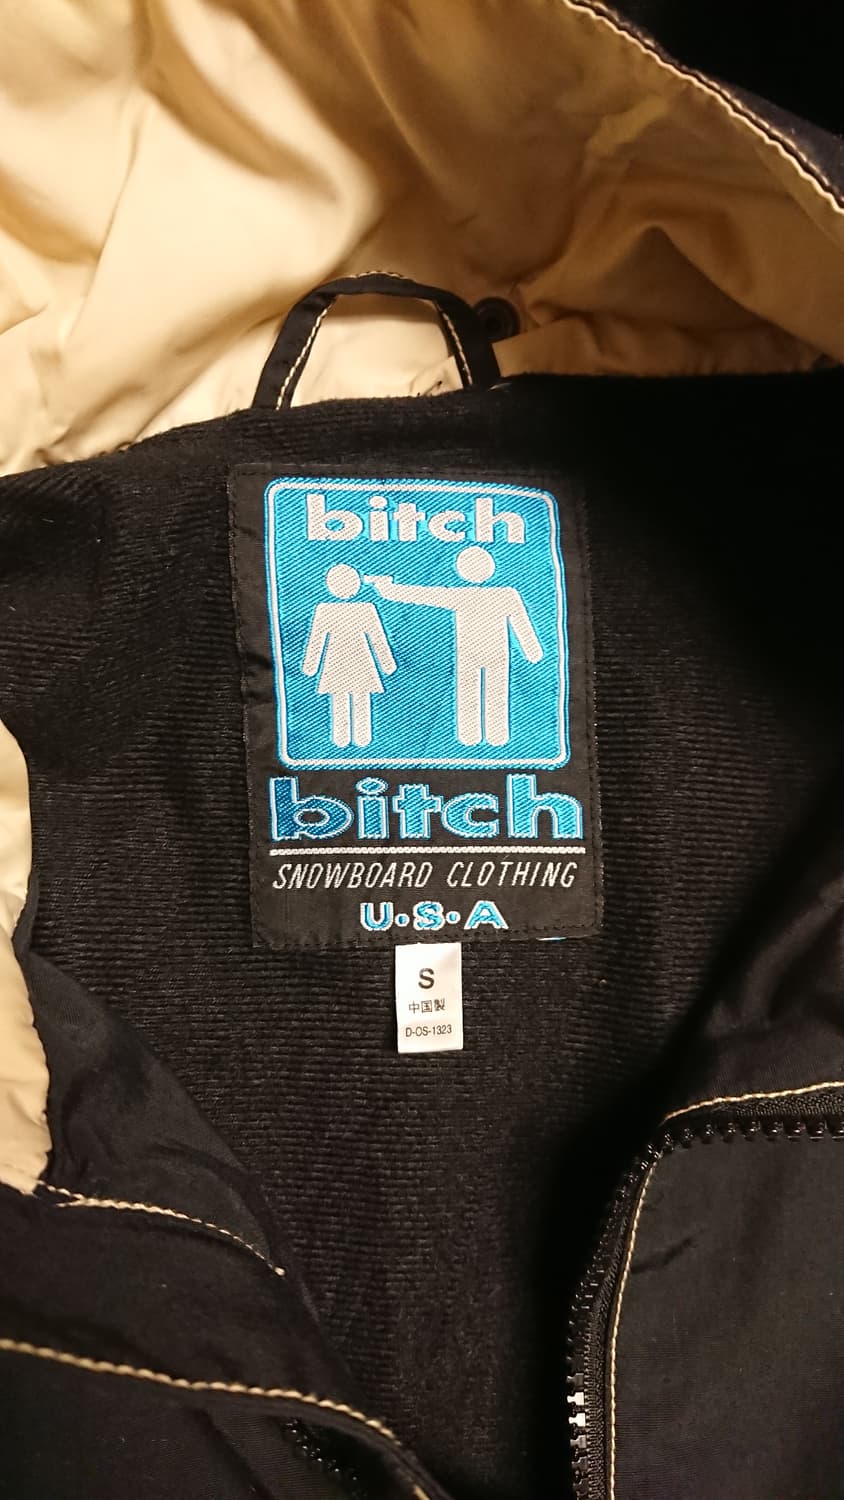 bitch
bitch
SNOWBOARD CLOTHING
U•S•A
S
中国製
D-OS-1323